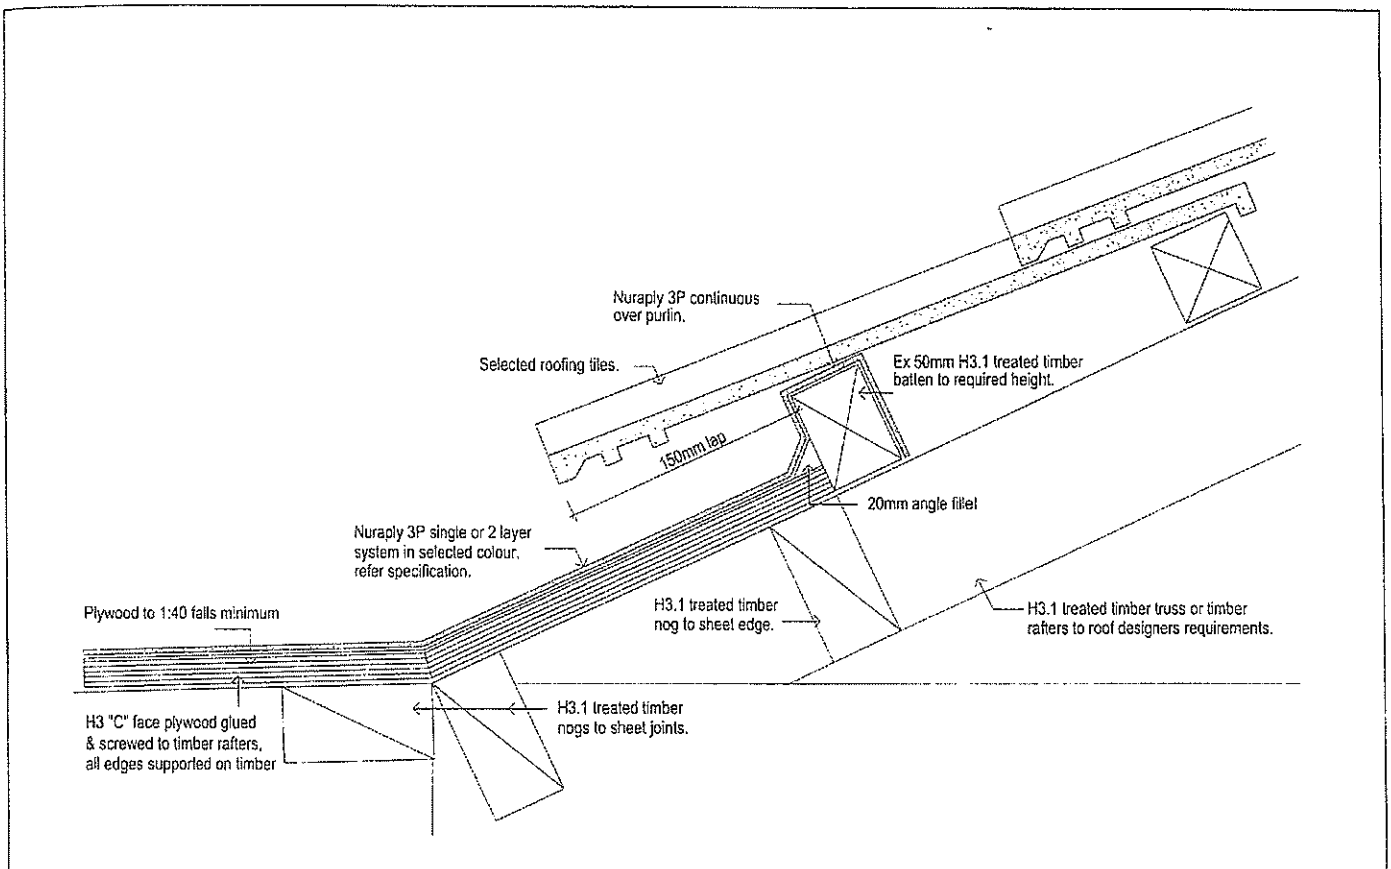 Nuraply 3P continuous
over purlin.
Selected roofing tiles.
Ex 50mm H3.1 treated timber
batten to required height.
150mm lap
20mm angle fillet
Nuraply 3P single or 2 layer
system in selected colour,
refer specification.
Plywood to 1:40 falls minimum
H3.1 treated timber
nog to sheet edge.
H3.1 treated timber truss or timber
rafters to roof designers requirements.
H3 "C" face plywood glued
& screwed to timber rafters,
all edges supported on timber
H3.1 treated timber
nogs to sheet joints.